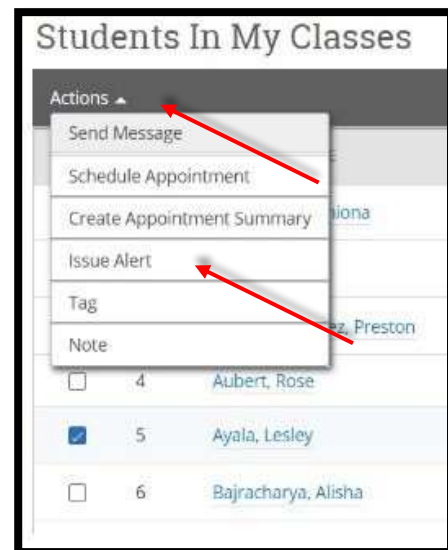 Students In My Classes
Actions
Send Message
Schedule Appointment
Create Appointment Summary
Issue Alert
Tag
Preston
Note
4 Aubert, Rose
5 Ayala, Lesley
6 Bajracharya, Alisha